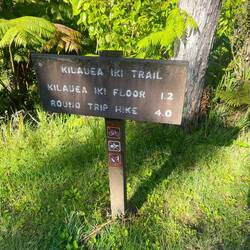 KILAUEA IKI TRAIL
KILAUEA IKI FLOOR 1.2
ROUND TRIP HIKE 4.0